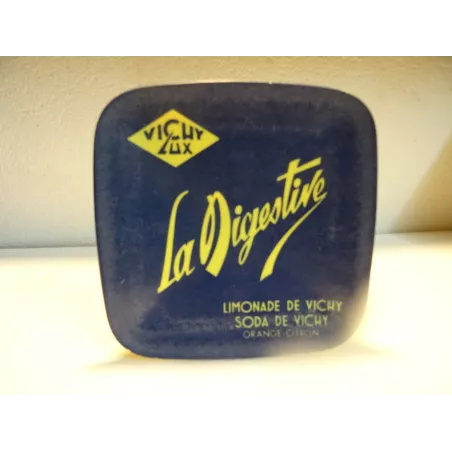 VICHY
LUX
La Digestive
LIMONADE DE VICHY
SODA DE VICHY
ORANGE-CITRON